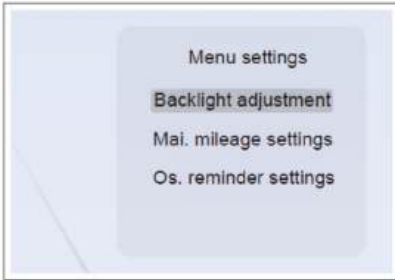 Menu settings
Backlight adjustment
Mai. mileage settings
Os. reminder settings